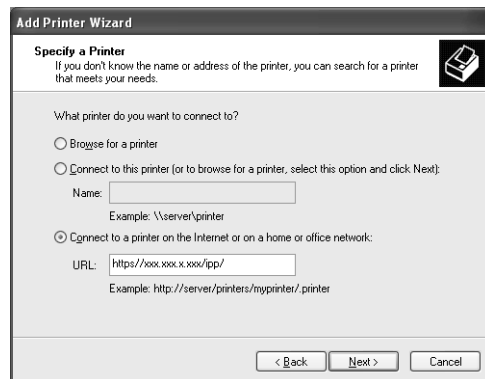 Add Printer Wizard
Specify a Printer
If you don't know the name or address of the printer, you can search for a printer
that meets your needs.
What printer do you want to connect to?
Browse for a printer
Connect to this printer (or to browse for a printer, select this option and click Next):
Name:
Example: \\server\printer
Connect to a printer on the Internet or on a home or office network:
URL: https//xxx.xxx.x.xxx/ipp/
Example: http://server/printers/myprinter/.printer
< Back Next > Cancel